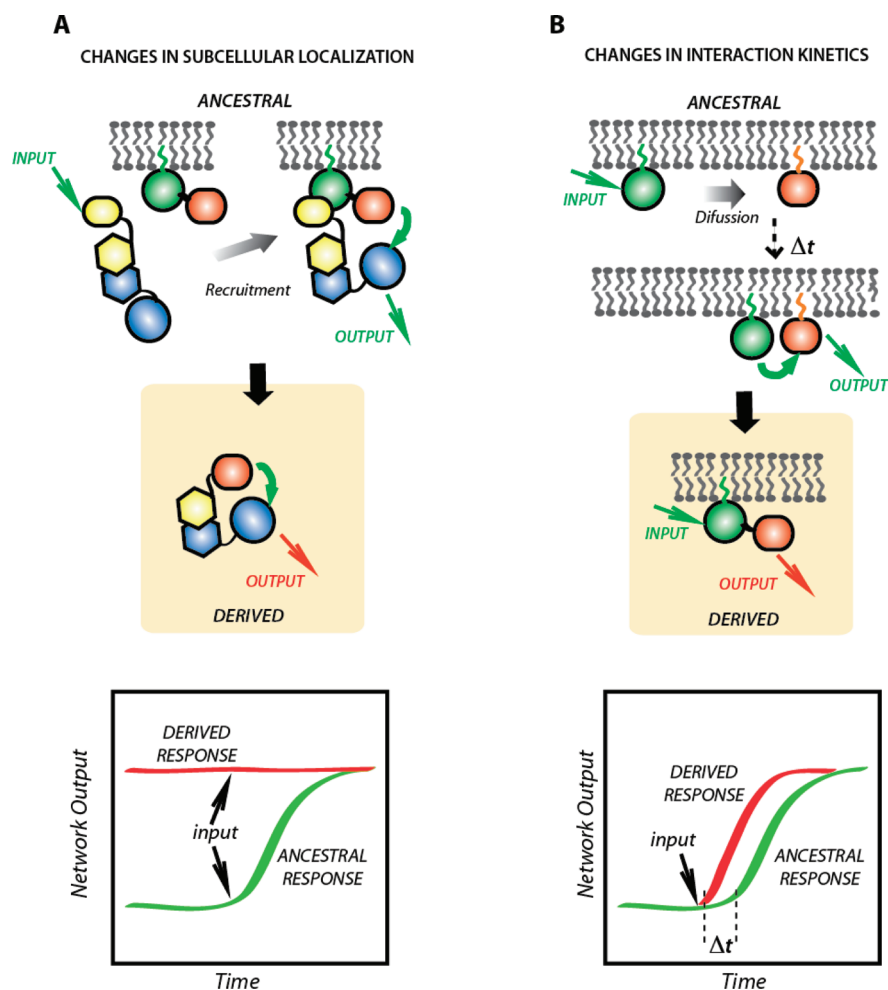 A
CHANGES IN SUBCELLULAR LOCALIZATION
ANCESTRAL
INPUT
Recruitment
OUTPUT
OUTPUT
DERIVED
Network Output
DERIVED
RESPONSE
input
ANCESTRAL
RESPONSE
Time
B
CHANGES IN INTERACTION KINETICS
ANCESTRAL
INPUT
Difussion
Δt
OUTPUT
INPUT
OUTPUT
DERIVED
Network Output
DERIVED
RESPONSE
input
ANCESTRAL
RESPONSE
Δt
Time